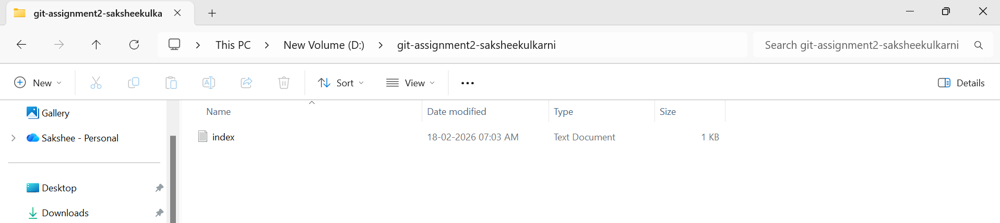 git-assignment2-saksheekulka
This PC > New Volume (D:) > git-assignment2-saksheekulkarni
Search git-assignment2-saksheekulkarni
New Sort View ••• Details
Gallery
Sakshee - Personal
Desktop
Downloads
Name Date modified Type Size
index 18-02-2026 07:03 AM Text Document 1 KB